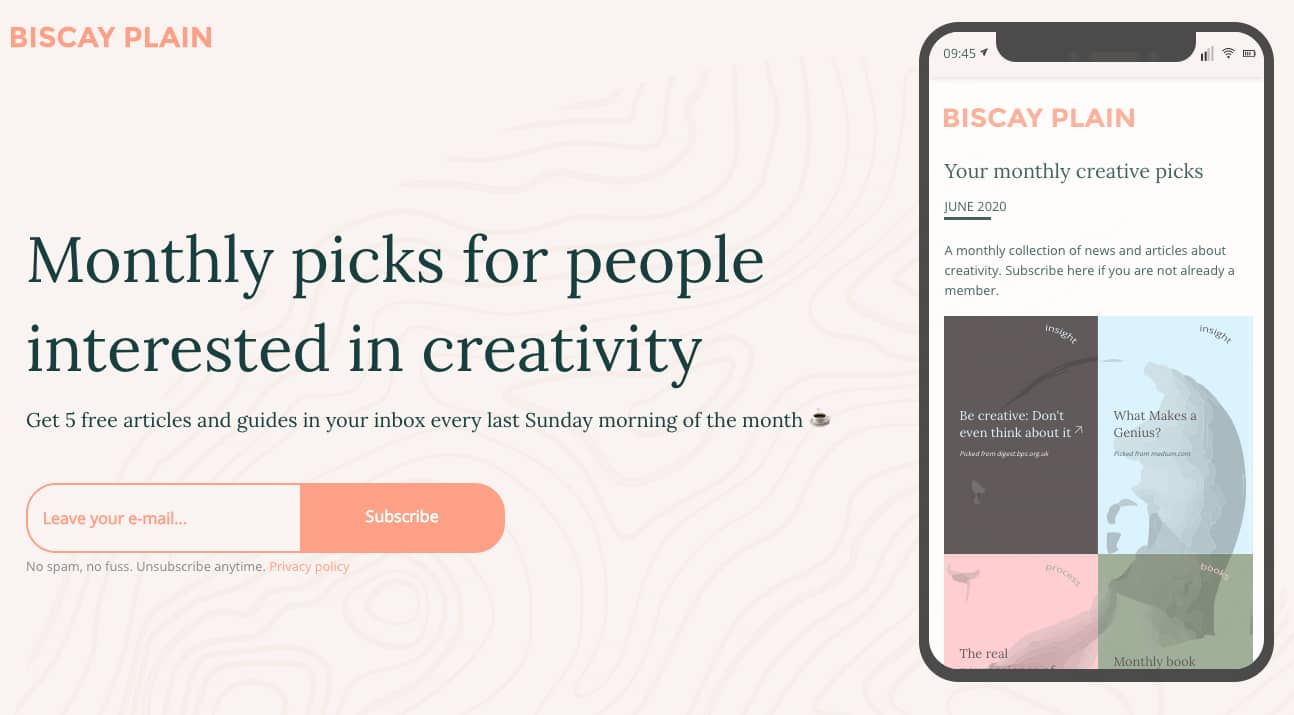 BISCAY PLAIN
Monthly picks for people
interested in creativity
Get 5 free articles and guides in your inbox every last Sunday morning of the month ☕
Leave your e-mail...
Subscribe
No spam, no fuss. Unsubscribe anytime. Privacy policy
09:45
BISCAY PLAIN
Your monthly creative picks
JUNE 2020
A monthly collection of news and articles about
creativity. Subscribe here if you are not already a
member.
insight
Be creative: Don't
even think about it
Picked from digest.bps.org.uk
insight
What Makes a
Genius?
Picked from medium.com
process
The real
books
Monthly book